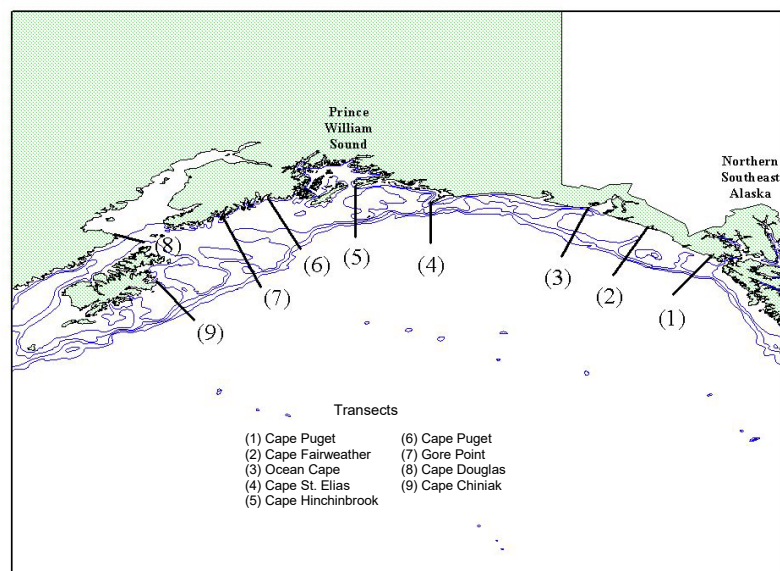 Prince
William
Sound
Northern
Southeast
Alaska
(8)
(5)
(4)
(3)
(6)
(2)
(7)
(1)
(9)
Transects
(1) Cape Puget
(2) Cape Fairweather
(3) Ocean Cape
(4) Cape St. Elias
(5) Cape Hinchinbrook
(6) Cape Puget
(7) Gore Point
(8) Cape Douglas
(9) Cape Chiniak